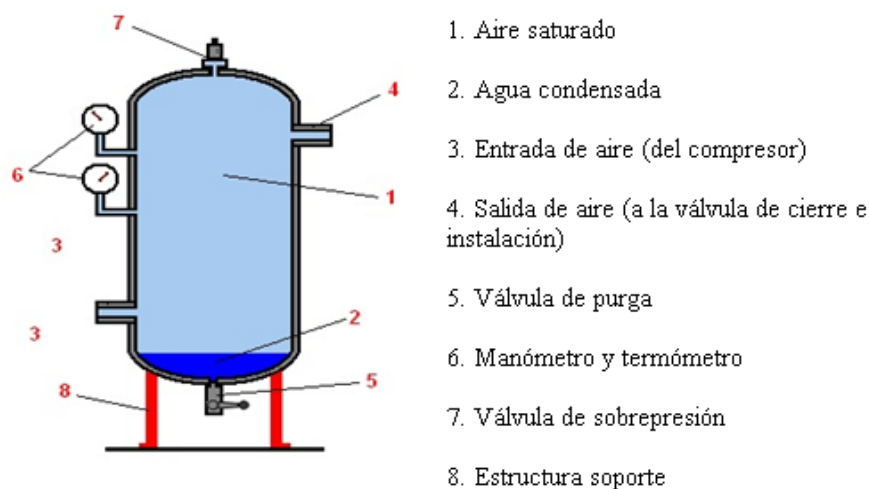 7
1. Aire saturado
4
2. Agua condensada
6
3. Entrada de aire (del compresor)
1
3
4. Salida de aire (a la válvula de cierre e
instalación)
5. Válvula de purga
2
3
6. Manómetro y termómetro
8
5
7. Válvula de sobrepresión
8. Estructura soporte